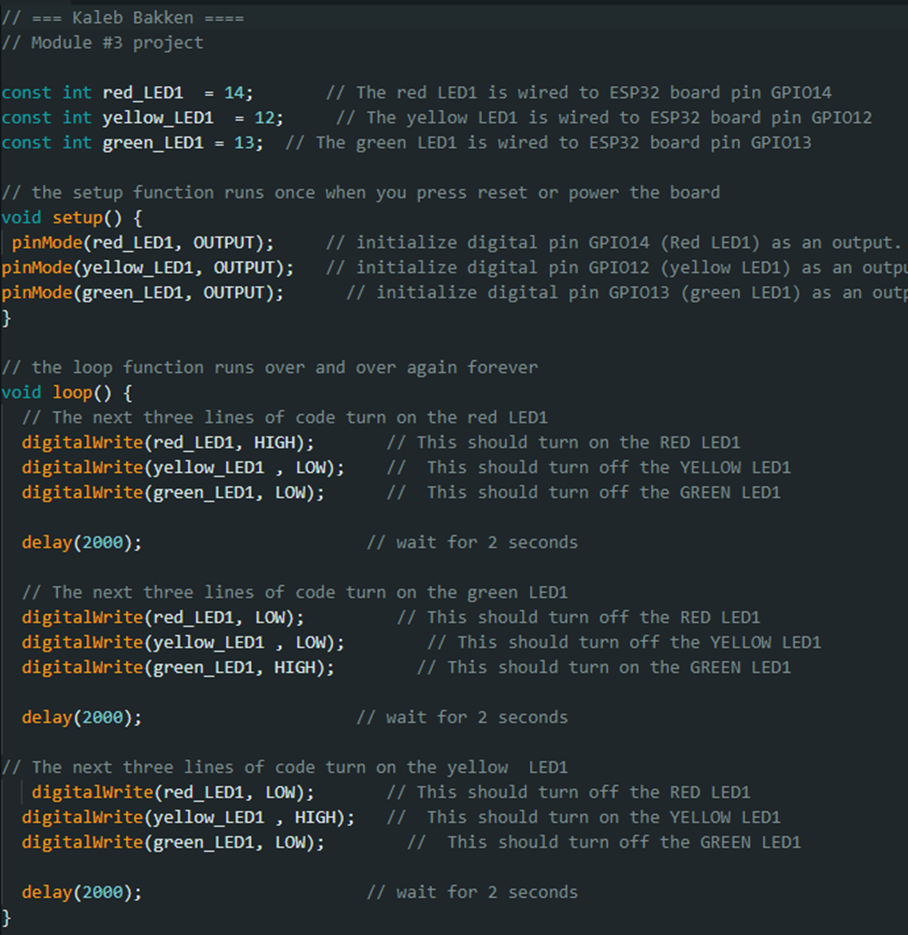 // === Kaleb Bakken ====
// Module #3 project
const int red_LED1  = 14;       // The red LED1 is wired to ESP32 board pin GPIO14
const int yellow_LED1  = 12;     // The yellow LED1 is wired to ESP32 board pin GPIO12
const int green_LED1 = 13;  // The green LED1 is wired to ESP32 board pin GPIO13
// the setup function runs once when you press reset or power the board
void setup() {
 pinMode(red_LED1, OUTPUT);     // initialize digital pin GPIO14 (Red LED1) as an output.
pinMode(yellow_LED1, OUTPUT);   // initialize digital pin GPIO12 (yellow LED1) as an outpu
pinMode(green_LED1, OUTPUT);      // initialize digital pin GPIO13 (green LED1) as an outp
}
// the loop function runs over and over again forever
void loop() {
  // The next three lines of code turn on the red LED1
  digitalWrite(red_LED1, HIGH);       // This should turn on the RED LED1
  digitalWrite(yellow_LED1 , LOW);    //  This should turn off the YELLOW LED1
  digitalWrite(green_LED1, LOW);      //  This should turn off the GREEN LED1
  delay(2000);                      // wait for 2 seconds
  // The next three lines of code turn on the green LED1
  digitalWrite(red_LED1, LOW);         // This should turn off the RED LED1
  digitalWrite(yellow_LED1 , LOW);        // This should turn off the YELLOW LED1
  digitalWrite(green_LED1, HIGH);        // This should turn on the GREEN LED1
  delay(2000);                     // wait for 2 seconds
// The next three lines of code turn on the yellow  LED1
   digitalWrite(red_LED1, LOW);       // This should turn off the RED LED1
  digitalWrite(yellow_LED1 , HIGH);   //  This should turn on the YELLOW LED1
  digitalWrite(green_LED1, LOW);        //  This should turn off the GREEN LED1
  delay(2000);                      // wait for 2 seconds
}